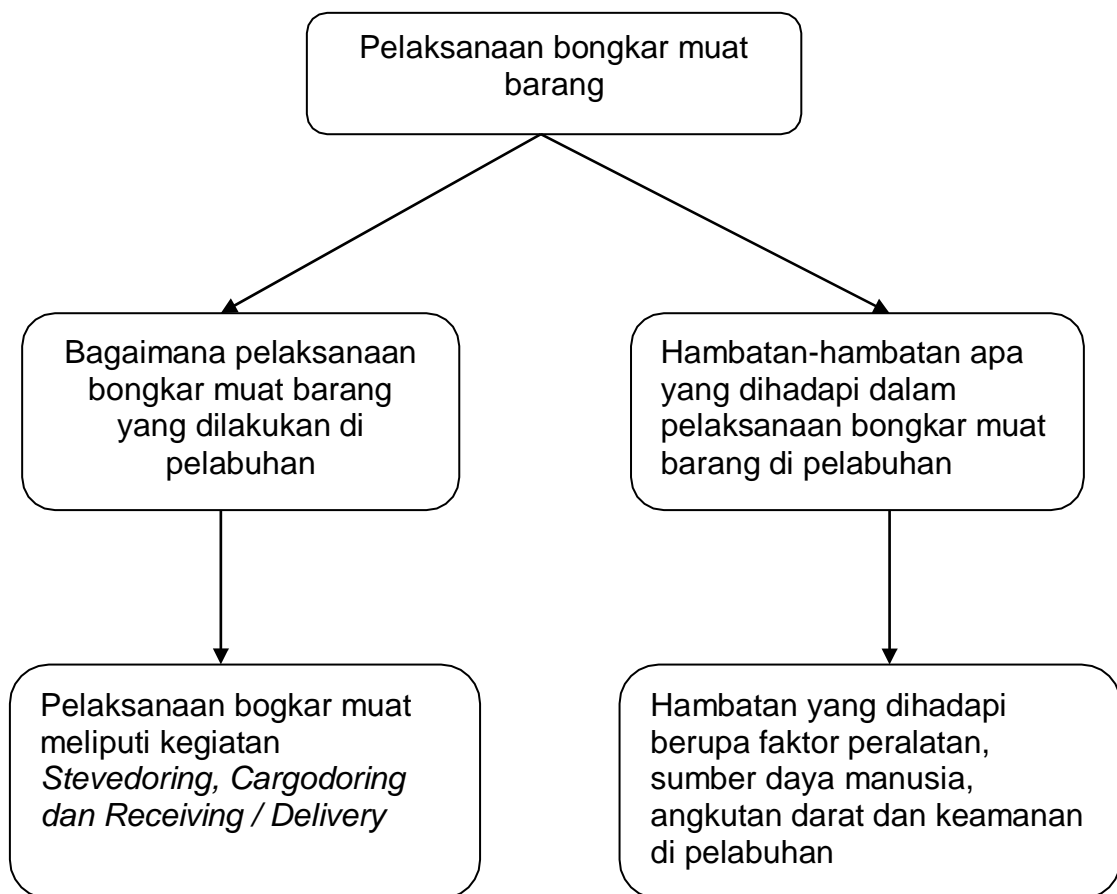 Pelaksanaan bongkar muat
barang
Bagaimana pelaksanaan
bongkar muat barang
yang dilakukan di
pelabuhan
Hambatan-hambatan apa
yang dihadapi dalam
pelaksanaan bongkar muat
barang di pelabuhan
Pelaksanaan bogkar muat
meliputi kegiatan
Stevedoring, Cargodoring
dan Receiving / Delivery
Hambatan yang dihadapi
berupa faktor peralatan,
sumber daya manusia,
angkutan darat dan keamanan
di pelabuhan